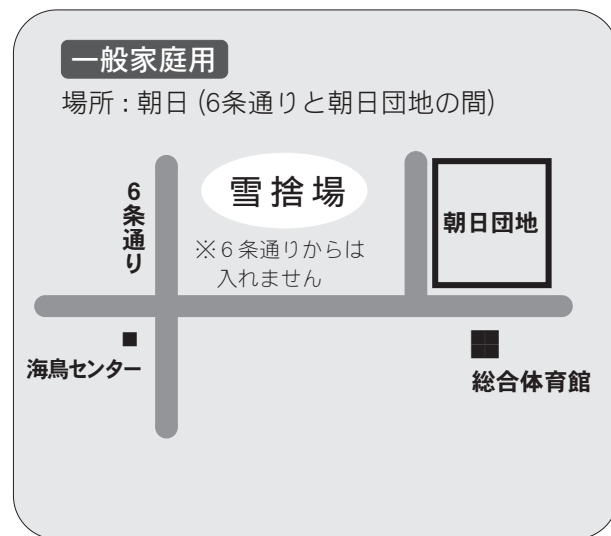 一般家庭用
場所：朝日（6条通りと朝日団地の間）
6条通り
雪捨場
※６条通りからは
入れません
朝日団地
海鳥センター
総合体育館